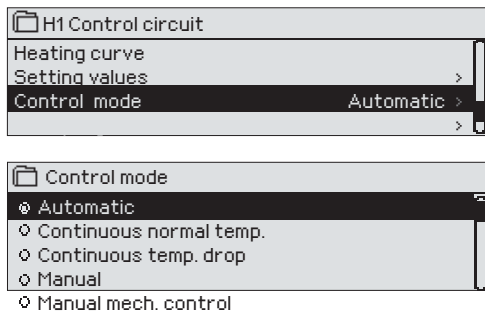 H1 Control circuit
Heating curve
Setting values >
Control mode Automatic >
>
Control mode
Automatic
Continuous normal temp.
Continuous temp. drop
Manual
Manual mech. control